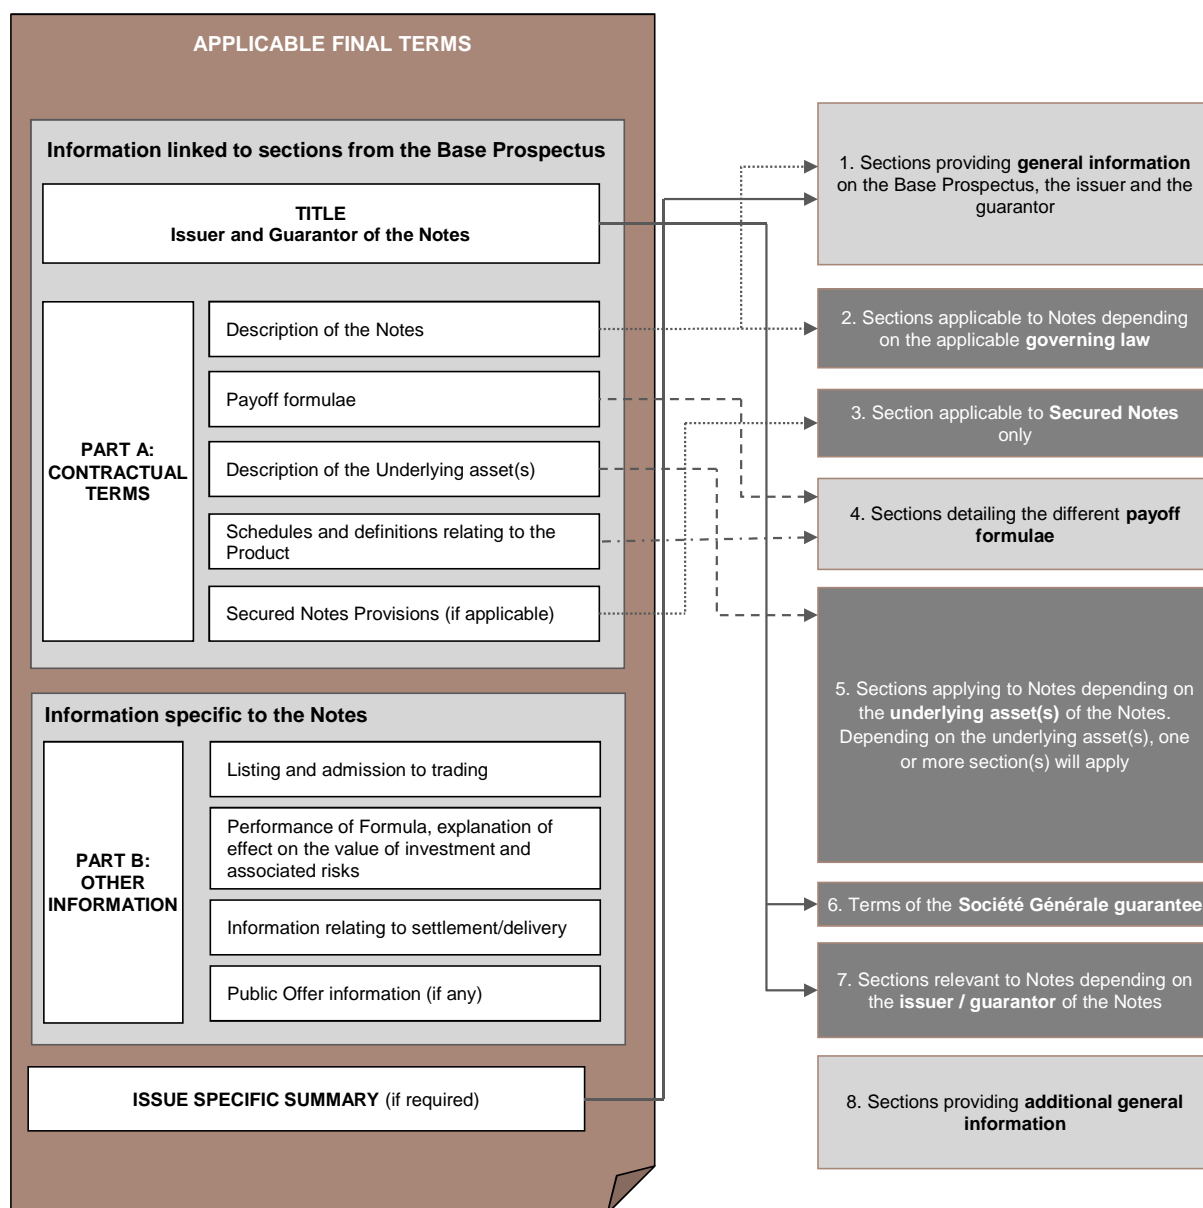 APPLICABLE FINAL TERMS
Information linked to sections from the Base Prospectus
TITLE
Issuer and Guarantor of the Notes
PART A:
CONTRACTUAL
TERMS
Description of the Notes
Payoff formulae
Description of the Underlying asset(s)
Schedules and definitions relating to the
Product
Secured Notes Provisions (if applicable)
Information specific to the Notes
PART B:
OTHER
INFORMATION
Listing and admission to trading
Performance of Formula, explanation of
effect on the value of investment and
associated risks
Information relating to settlement/delivery
Public Offer information (if any)
ISSUE SPECIFIC SUMMARY (if required)
1. Sections providing general information
on the Base Prospectus, the issuer and the
guarantor
2. Sections applicable to Notes depending
on the applicable governing law
3. Section applicable to Secured Notes
only
4. Sections detailing the different payoff
formulae
5. Sections applying to Notes depending on
the underlying asset(s) of the Notes.
Depending on the underlying asset(s), one
or more section(s) will apply
6. Terms of the Société Générale guarantee
7. Sections relevant to Notes depending on
the issuer / guarantor of the Notes
8. Sections providing additional general
information